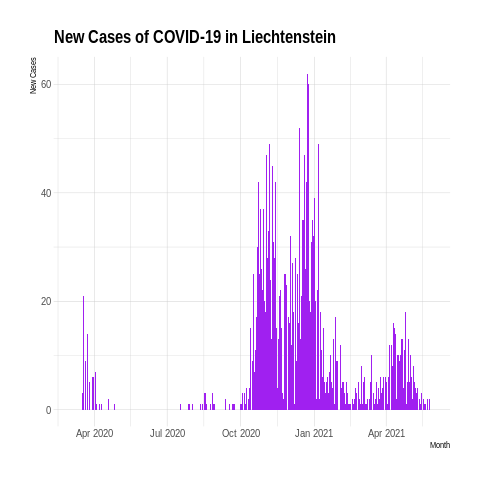 New Cases of COVID-19 in Liechtenstein
New Cases
60
40
20
0
Apr 2020 Jul 2020 Oct 2020 Jan 2021 Apr 2021
Month